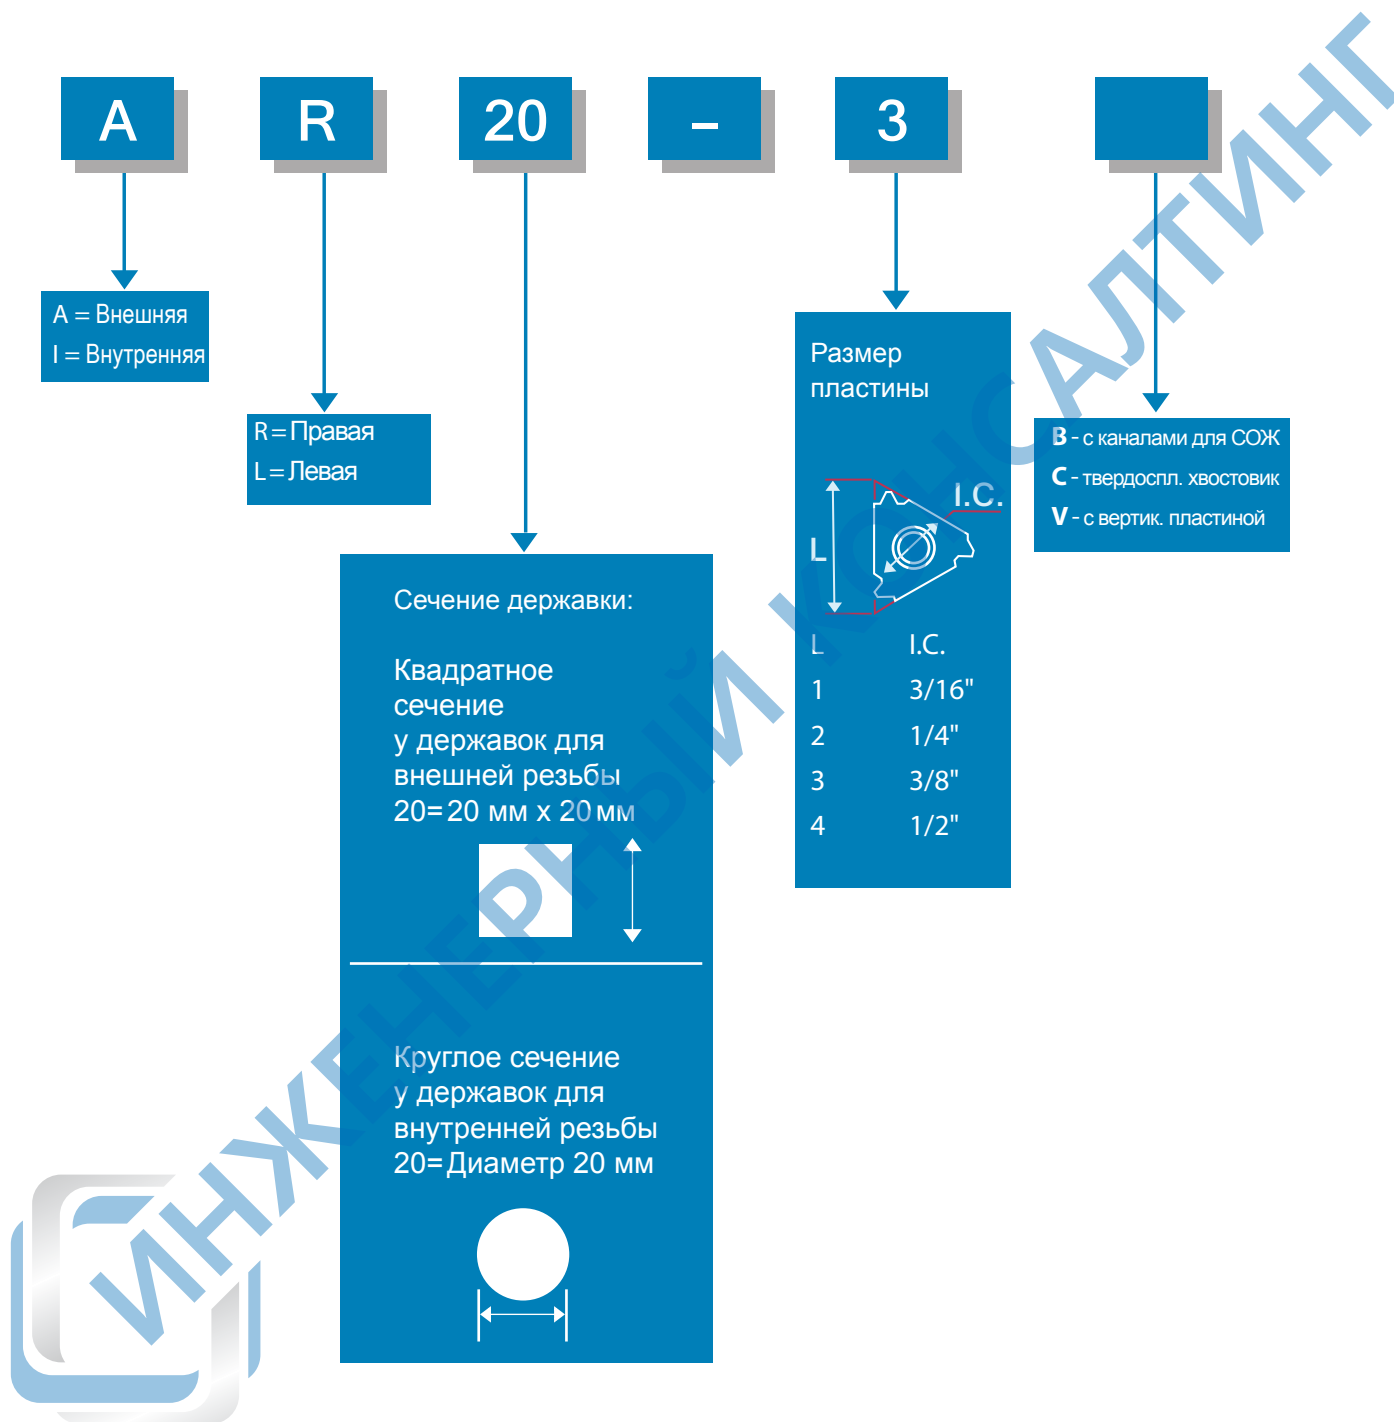 A R 20 – 3
A = Внешняя
I = Внутренняя
R = Правая
L = Левая
Сечение державки:
Квадратное
сечение
у державок для
внешней резьбы
20= 20 мм x 20 мм
Круглое сечение
у державок для
внутренней резьбы
20= Диаметр 20 мм
Размер
пластины
I.C.
L
L I.C.
1 3/16"
2 1/4"
3 3/8"
4 1/2"
B - с каналами для СОЖ
C - твердоспл. хвостовик
V - с вертик. пластиной
ИНЖЕНЕРНЫЙ КОНСАЛТИНГ